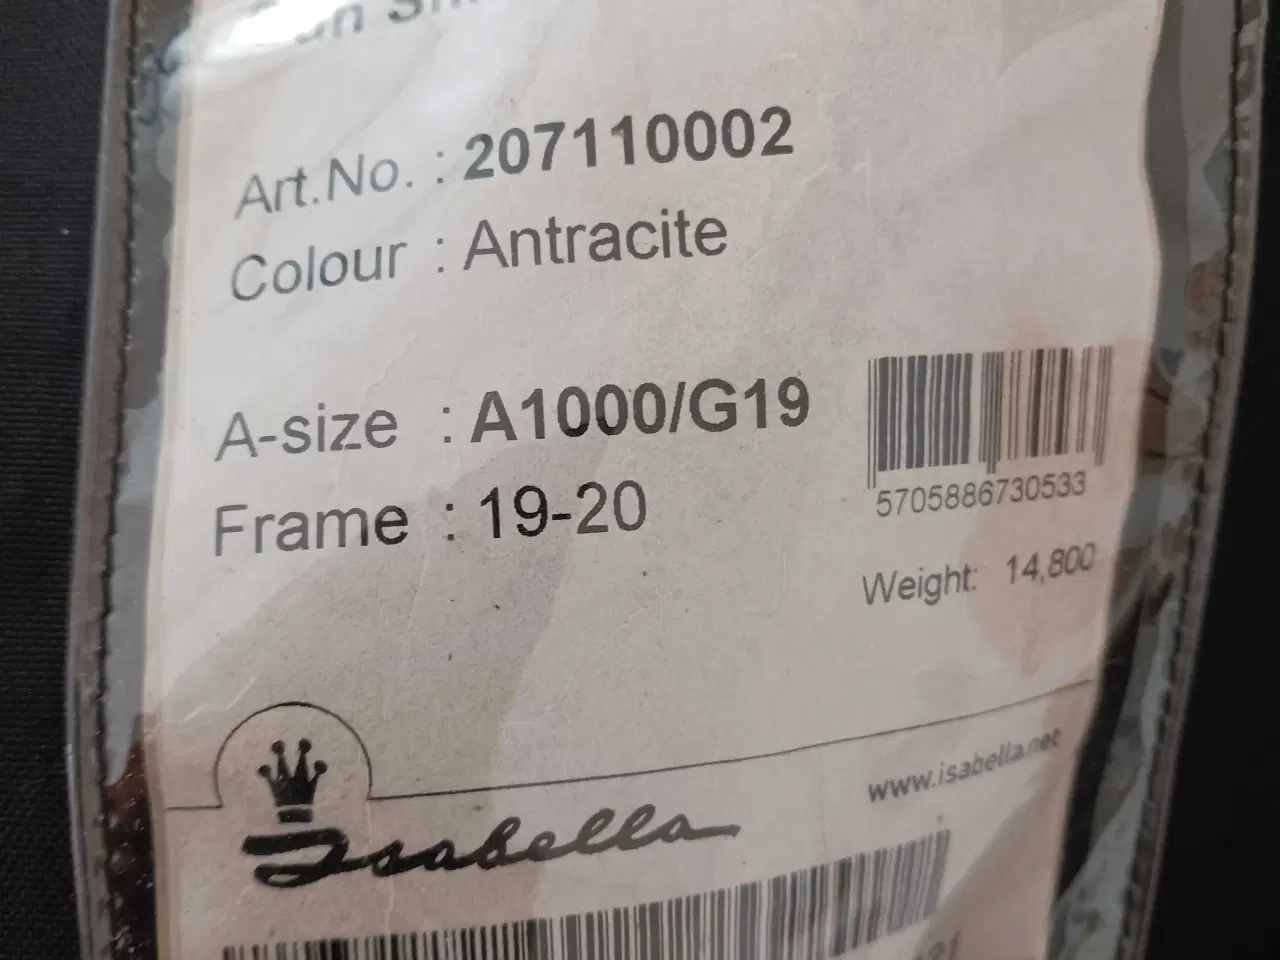 Art.No. : 207110002
Colour : Antracite
A-size : A1000/G19
Frame : 19-20
5705886730533
Weight: 14,800
www.isabella.net
Isabella